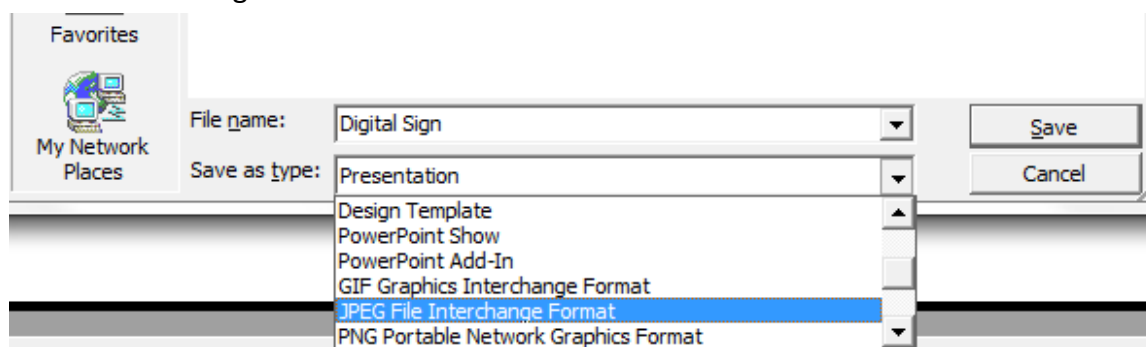 Favorites
My Network
Places
File name: Digital Sign Save
Save as type: Presentation Cancel
Design Template
PowerPoint Show
PowerPoint Add-In
GIF Graphics Interchange Format
JPEG File Interchange Format
PNG Portable Network Graphics Format